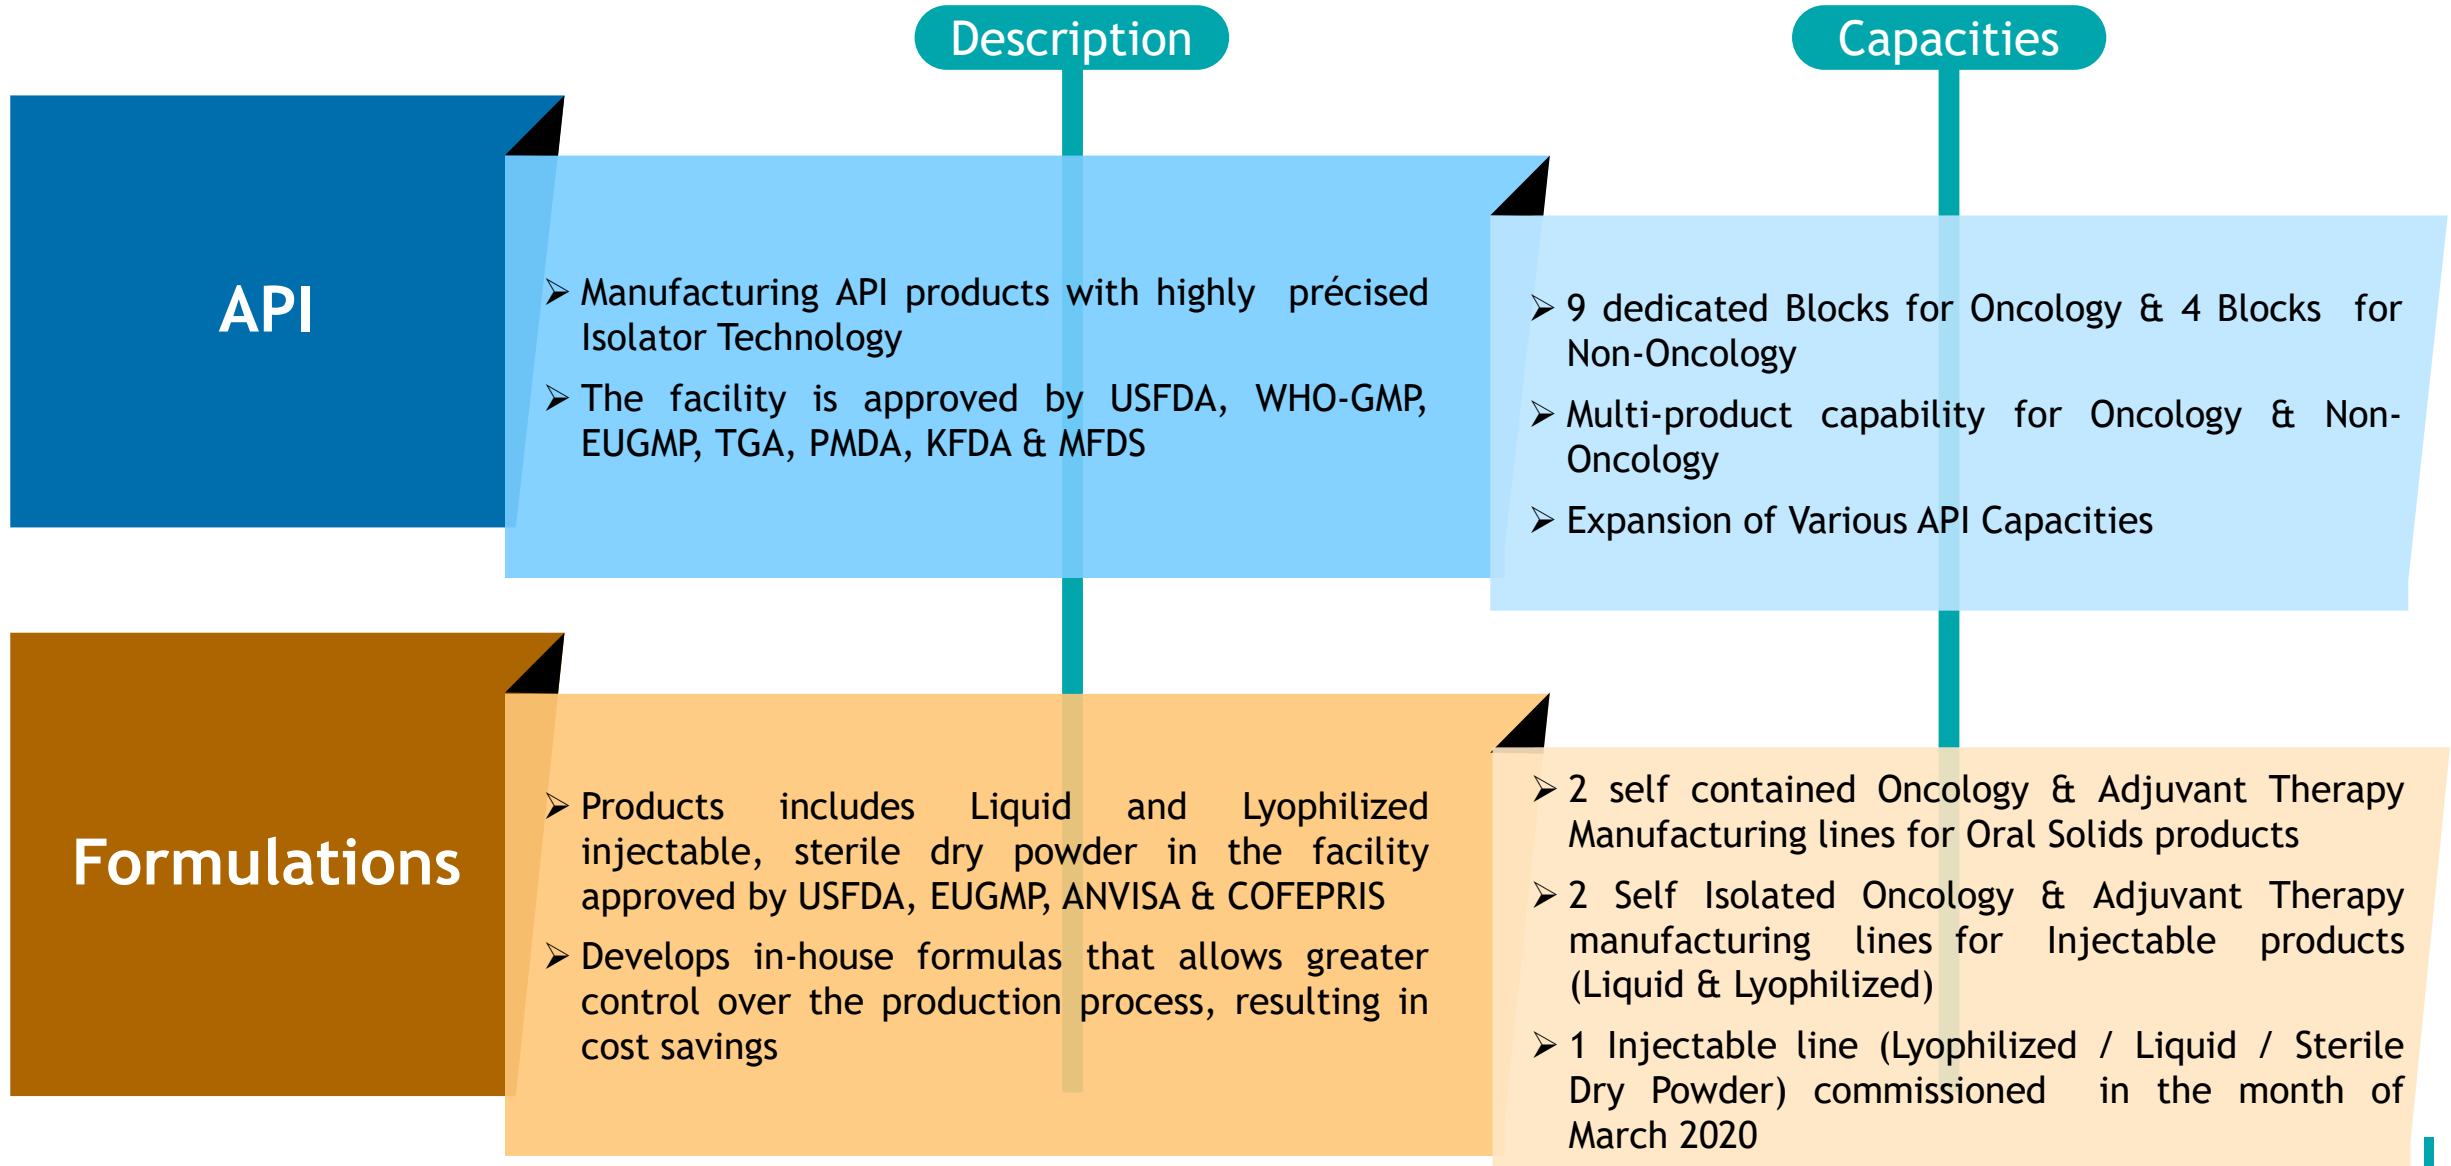 Description
Capacities
API
➢ Manufacturing API products with highly précised
Isolator Technology
➢ The facility is approved by USFDA, WHO-GMP,
EUGMP, TGA, PMDA, KFDA & MFDS
➢ 9 dedicated Blocks for Oncology & 4 Blocks for
Non-Oncology
➢ Multi-product capability for Oncology & Non-
Oncology
➢ Expansion of Various API Capacities
Formulations
➢ Products includes Liquid and Lyophilized
injectable, sterile dry powder in the facility
approved by USFDA, EUGMP, ANVISA & COFEPRIS
➢ Develops in-house formulas that allows greater
control over the production process, resulting in
cost savings
➢ 2 self contained Oncology & Adjuvant Therapy
Manufacturing lines for Oral Solids products
➢ 2 Self Isolated Oncology & Adjuvant Therapy
manufacturing lines for Injectable products
(Liquid & Lyophilized)
➢ 1 Injectable line (Lyophilized / Liquid / Sterile
Dry Powder) commissioned in the month of
March 2020